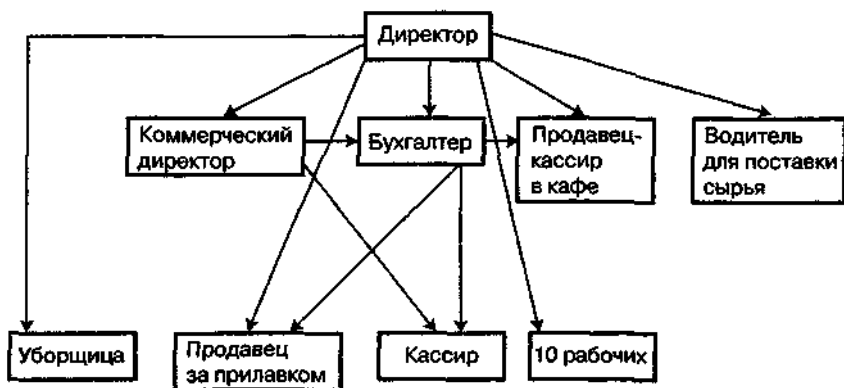 Директор
Коммерческий
директор
Бухгалтер
Продавец-
кассир
в кафе
Водитель
для поставки
сырья
Уборщица
Продавец
за прилавком
Кассир
10 рабочих